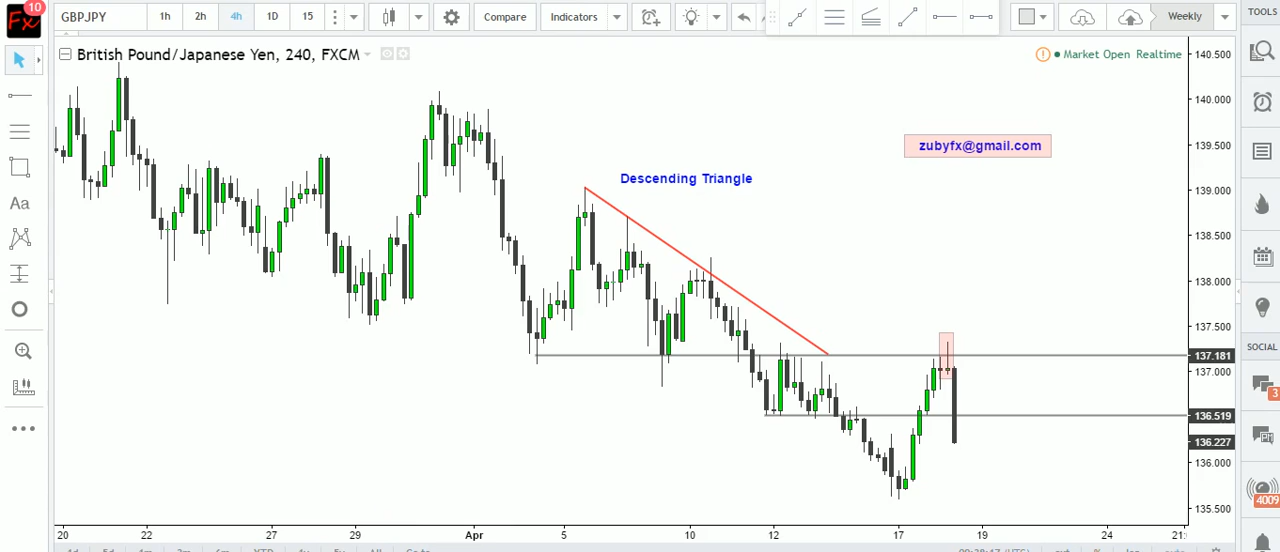 10
FX
GBPJPY
1h
2h
4h
1D
15
Compare
Indicators
Weekly
TOOLS
British Pound/Japanese Yen, 240, FXCM
Market Open Realtime
zubyfx@gmail.com
Descending Triangle
Aa
140.500
140.000
139.500
139.000
138.500
138.000
137.500
137.181
137.000
136.519
136.227
136.000
135.500
SOCIAL
3
4009
20
22
27
29
Apr
5
10
12
17
19
24
21: